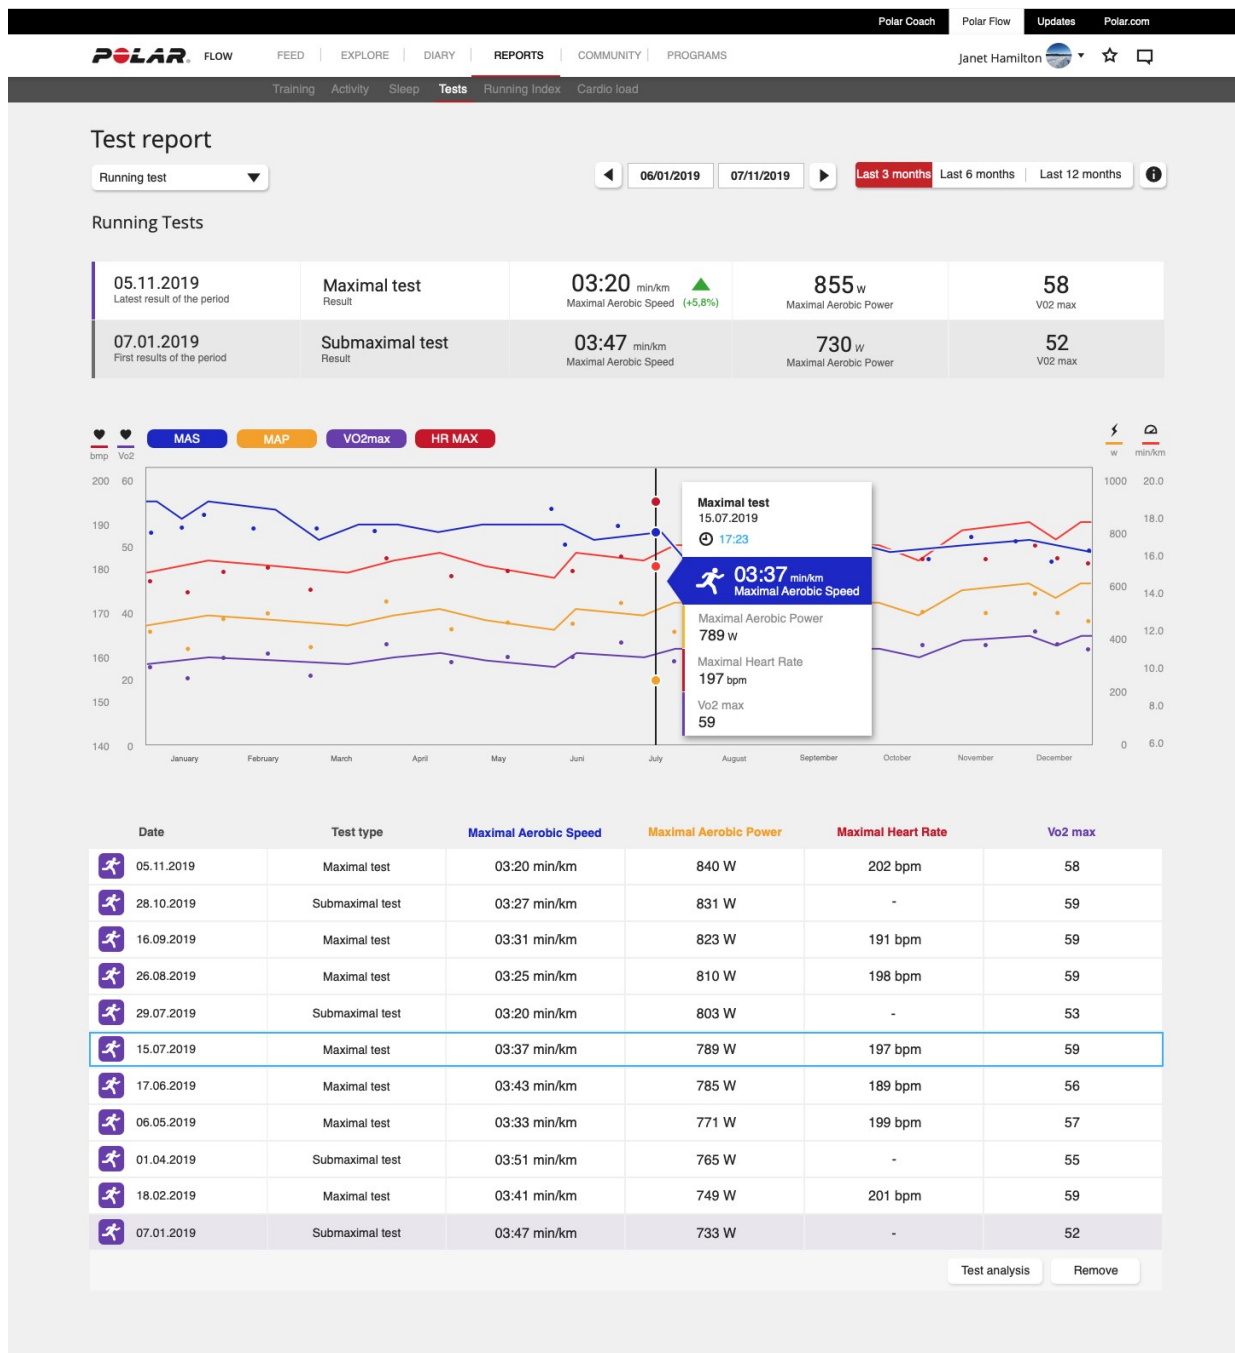 Polar Coach Polar Flow Updates Polar.com
POLAR. FLOW FEED EXPLORE DIARY REPORTS COMMUNITY PROGRAMS Janet Hamilton
Training Activity Sleep Tests Running Index Cardio load
Test report
Running test 06/01/2019 07/11/2019 Last 3 months Last 6 months Last 12 months i
Running Tests
05.11.2019 Maximal test 03:20 min/km 855 w 58
Latest result of the period Result Maximal Aerobic Speed (+5,8%) Maximal Aerobic Power V02 max
07.01.2019 Submaximal test 03:47 min/km 730 w 52
First results of the period Result Maximal Aerobic Speed Maximal Aerobic Power V02 max
MAS MAP VO2max HR MAX
bmp Vo2 w min/km
200 60 1000 20.0
190 18.0
800
50 16.0
180
600
14.0
170 40
12.0
400
160
10.0
20
200
150 8.0
140 0 0 6.0
Maximal test
15.07.2019
17:23
03:37 min/km
Maximal Aerobic Speed
Maximal Aerobic Power
789 w
Maximal Heart Rate
197 bpm
Vo2 max
59
January February March April May Juni July August September October November December
Date Test type Maximal Aerobic Speed Maximal Aerobic Power Maximal Heart Rate Vo2 max
05.11.2019 Maximal test 03:20 min/km 840 W 202 bpm 58
28.10.2019 Submaximal test 03:27 min/km 831 W - 59
16.09.2019 Maximal test 03:31 min/km 823 W 191 bpm 59
26.08.2019 Maximal test 03:25 min/km 810 W 198 bpm 59
29.07.2019 Submaximal test 03:20 min/km 803 W - 53
15.07.2019 Maximal test 03:37 min/km 789 W 197 bpm 59
17.06.2019 Maximal test 03:43 min/km 785 W 189 bpm 56
06.05.2019 Maximal test 03:33 min/km 771 W 199 bpm 57
01.04.2019 Submaximal test 03:51 min/km 765 W - 55
18.02.2019 Maximal test 03:41 min/km 749 W 201 bpm 59
07.01.2019 Submaximal test 03:47 min/km 733 W - 52
Test analysis Remove